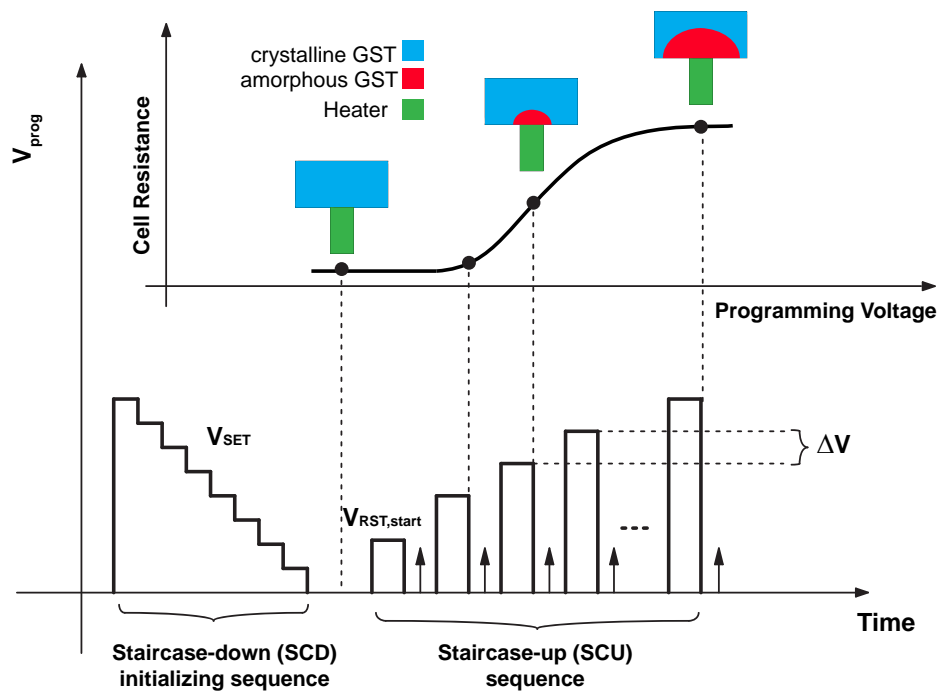 crystalline GST
amorphous GST
Heater
V_prog
Cell Resistance
Programming Voltage
V_SET
V_RST,start
ΔV
Time
Staircase-down (SCD)
initializing sequence
Staircase-up (SCU)
sequence